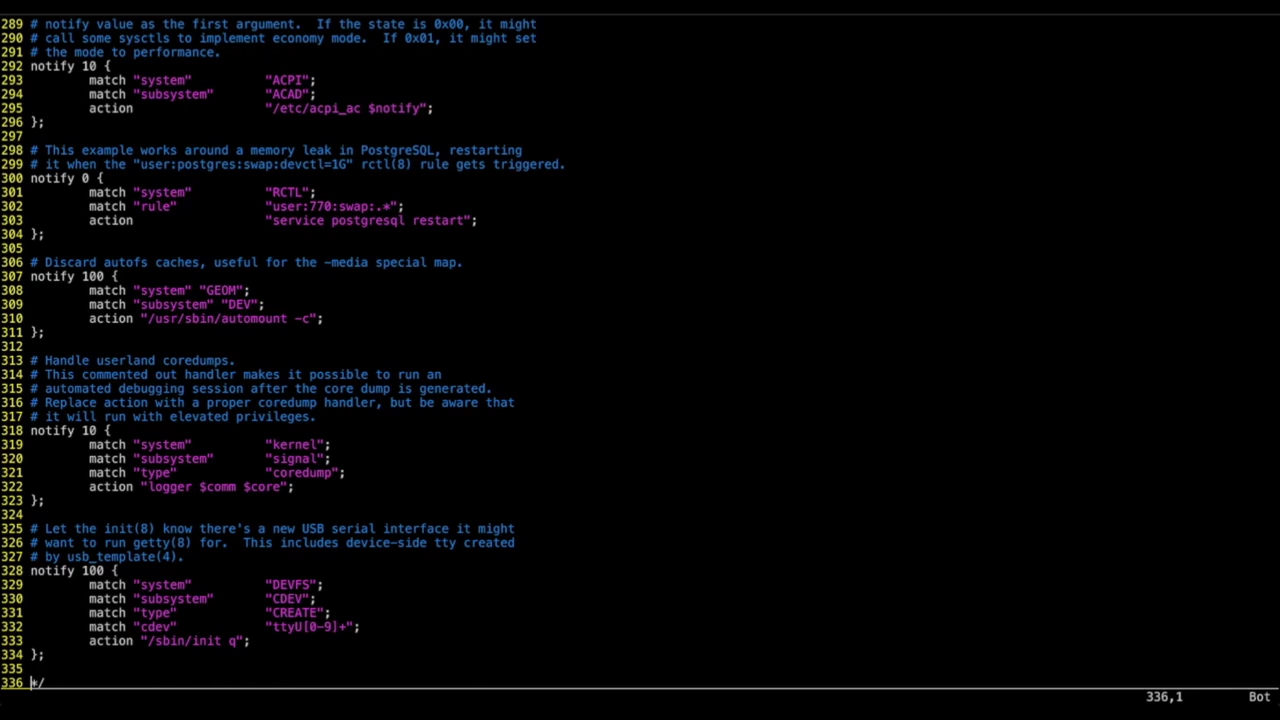 289 # notify value as the first argument.  If the state is 0x00, it might
290 # call some sysctls to implement economy mode.  If 0x01, it might set
291 # the mode to performance.
292 notify 10 {
293         match "system"          "ACPI";
294         match "subsystem"       "ACAD";
295         action                  "/etc/acpi_ac $notify";
296 };
297
298 # This example works around a memory leak in PostgreSQL, restarting
299 # it when the "user:postgres:swap:devctl=1G" rctl(8) rule gets triggered.
300 notify 0 {
301         match "system"          "RCTL";
302         match "rule"            "user:770:swap:.*";
303         action                  "service postgresql restart";
304 };
305
306 # Discard autofs caches, useful for the -media special map.
307 notify 100 {
308         match "system" "GEOM";
309         match "subsystem" "DEV";
310         action "/usr/sbin/automount -c";
311 };
312
313 # Handle userland coredumps.
314 # This commented out handler makes it possible to run an
315 # automated debugging session after the core dump is generated.
316 # Replace action with a proper coredump handler, but be aware that
317 # it will run with elevated privileges.
318 notify 10 {
319         match "system"          "kernel";
320         match "subsystem"       "signal";
321         match "type"            "coredump";
322         action "logger $comm $core";
323 };
324
325 # Let the init(8) know there's a new USB serial interface it might
326 # want to run getty(8) for.  This includes device-side tty created
327 # by usb_template(4).
328 notify 100 {
329         match "system"          "DEVFS";
330         match "subsystem"       "CDEV";
331         match "type"            "CREATE";
332         match "cdev"            "ttyU[0-9]+";
333         action "/sbin/init q";
334 };
335
336 */
336,1 Bot